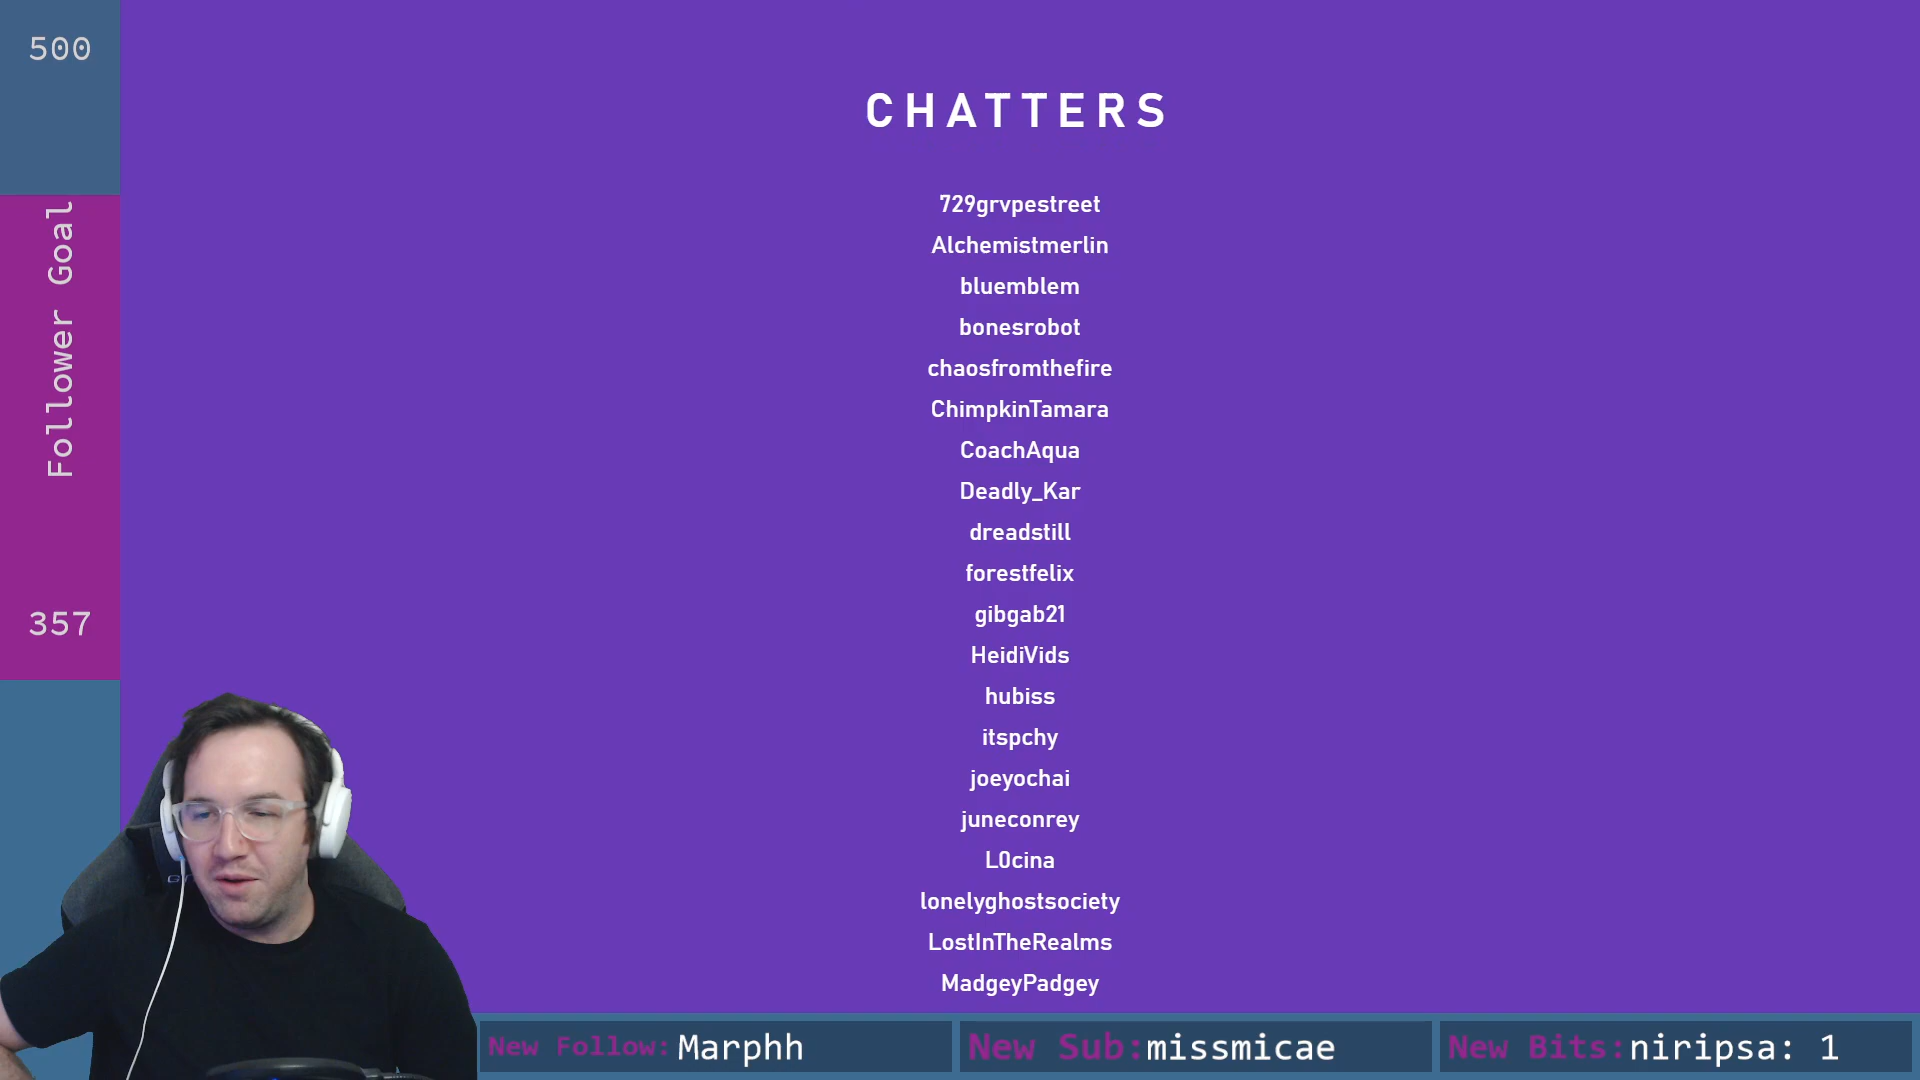 500
Follower Goal
357
CHATTERS
729grvpestreet
Alchemistmerlin
bluemblem
bonesrobot
chaosfromthefire
ChimpkinTamara
CoachAqua
Deadly_Kar
dreadstill
forestfelix
gibgab21
HeidiVids
hubiss
itspchy
joeyochai
juneconrey
L0cina
lonelyghostsociety
LostInTheRealms
MadgeyPadgey
New Follow: Marphh
New Sub: missmicae
New Bits: niripsa: 1